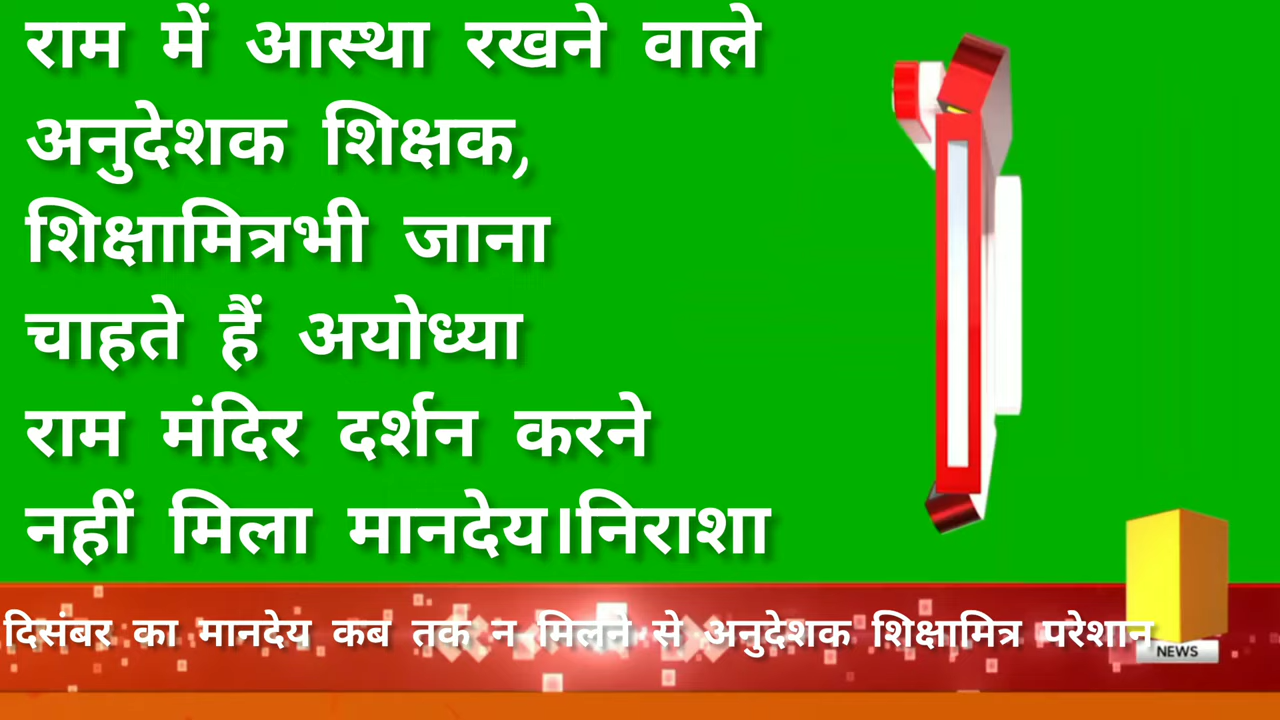 राम में आस्था रखने वाले
अनुदेशक शिक्षक,
शिक्षामित्रभी जाना
चाहते हैं अयोध्या
राम मंदिर दर्शन करने
नहीं मिला मानदेय।निराशा
दिसंबर का मानदेय कब तक न मिलने से अनुदेशक शिक्षामित्र परेशान
NEWS